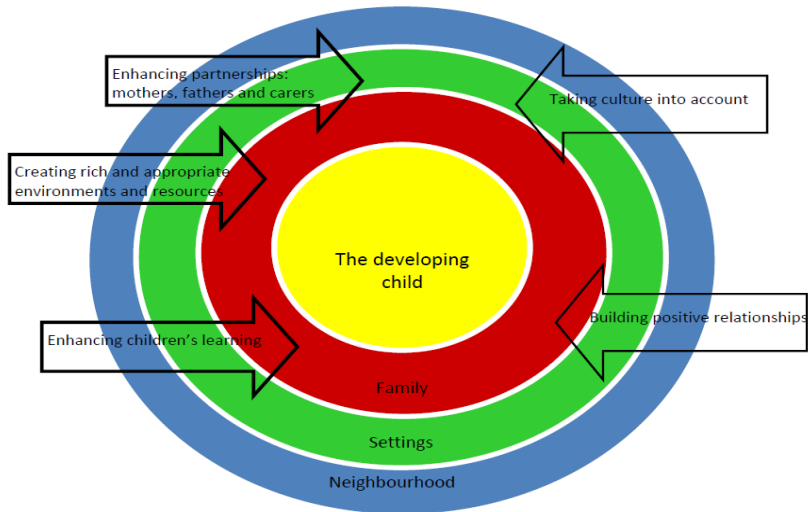 Enhancing partnerships:
mothers, fathers and carers
Taking culture into account
Creating rich and appropriate
environments and resources
The developing
child
Building positive relationships
Enhancing children’s learning
Family
Settings
Neighbourhood